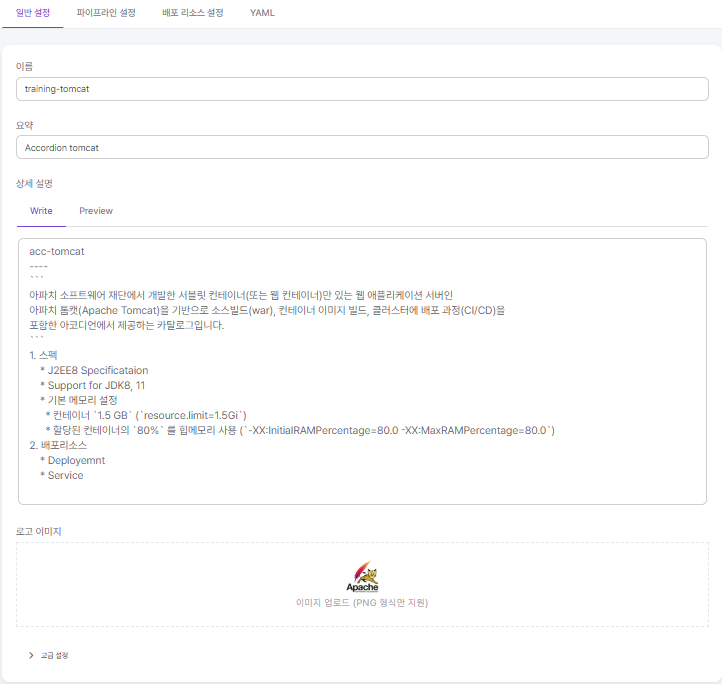 일반 설정 파이프라인 설정 배포 리소스 설정 YAML
이름
training-tomcat
요약
Accordion tomcat
상세 설명
Write Preview
acc-tomcat
----
```
아파치 소프트웨어 재단에서 개발한 서블릿 컨테이너(또는 웹 컨테이너)만 있는 웹 애플리케이션 서버인
아파치 톰캣(Apache Tomcat)을 기반으로 소스빌드(war), 컨테이너 이미지 빌드, 클러스터에 배포 과정(CI/CD)을
포함한 아코디언에서 제공하는 카탈로그입니다.
```
1. 스펙
* J2EE8 Specificataion
* Support for JDK8, 11
* 기본 메모리 설정
* 컨테이너 `1.5 GB` (`resource.limit=1.5Gi`)
* 할당된 컨테이너의 `80%` 를 힙메모리 사용 (`-XX:InitialRAMPercentage=80.0 -XX:MaxRAMPercentage=80.0`)
2. 배포리소스
* Deployemnt
* Service
로고 이미지
Apache
이미지 업로드 (PNG 형식만 지원)
고급 설정